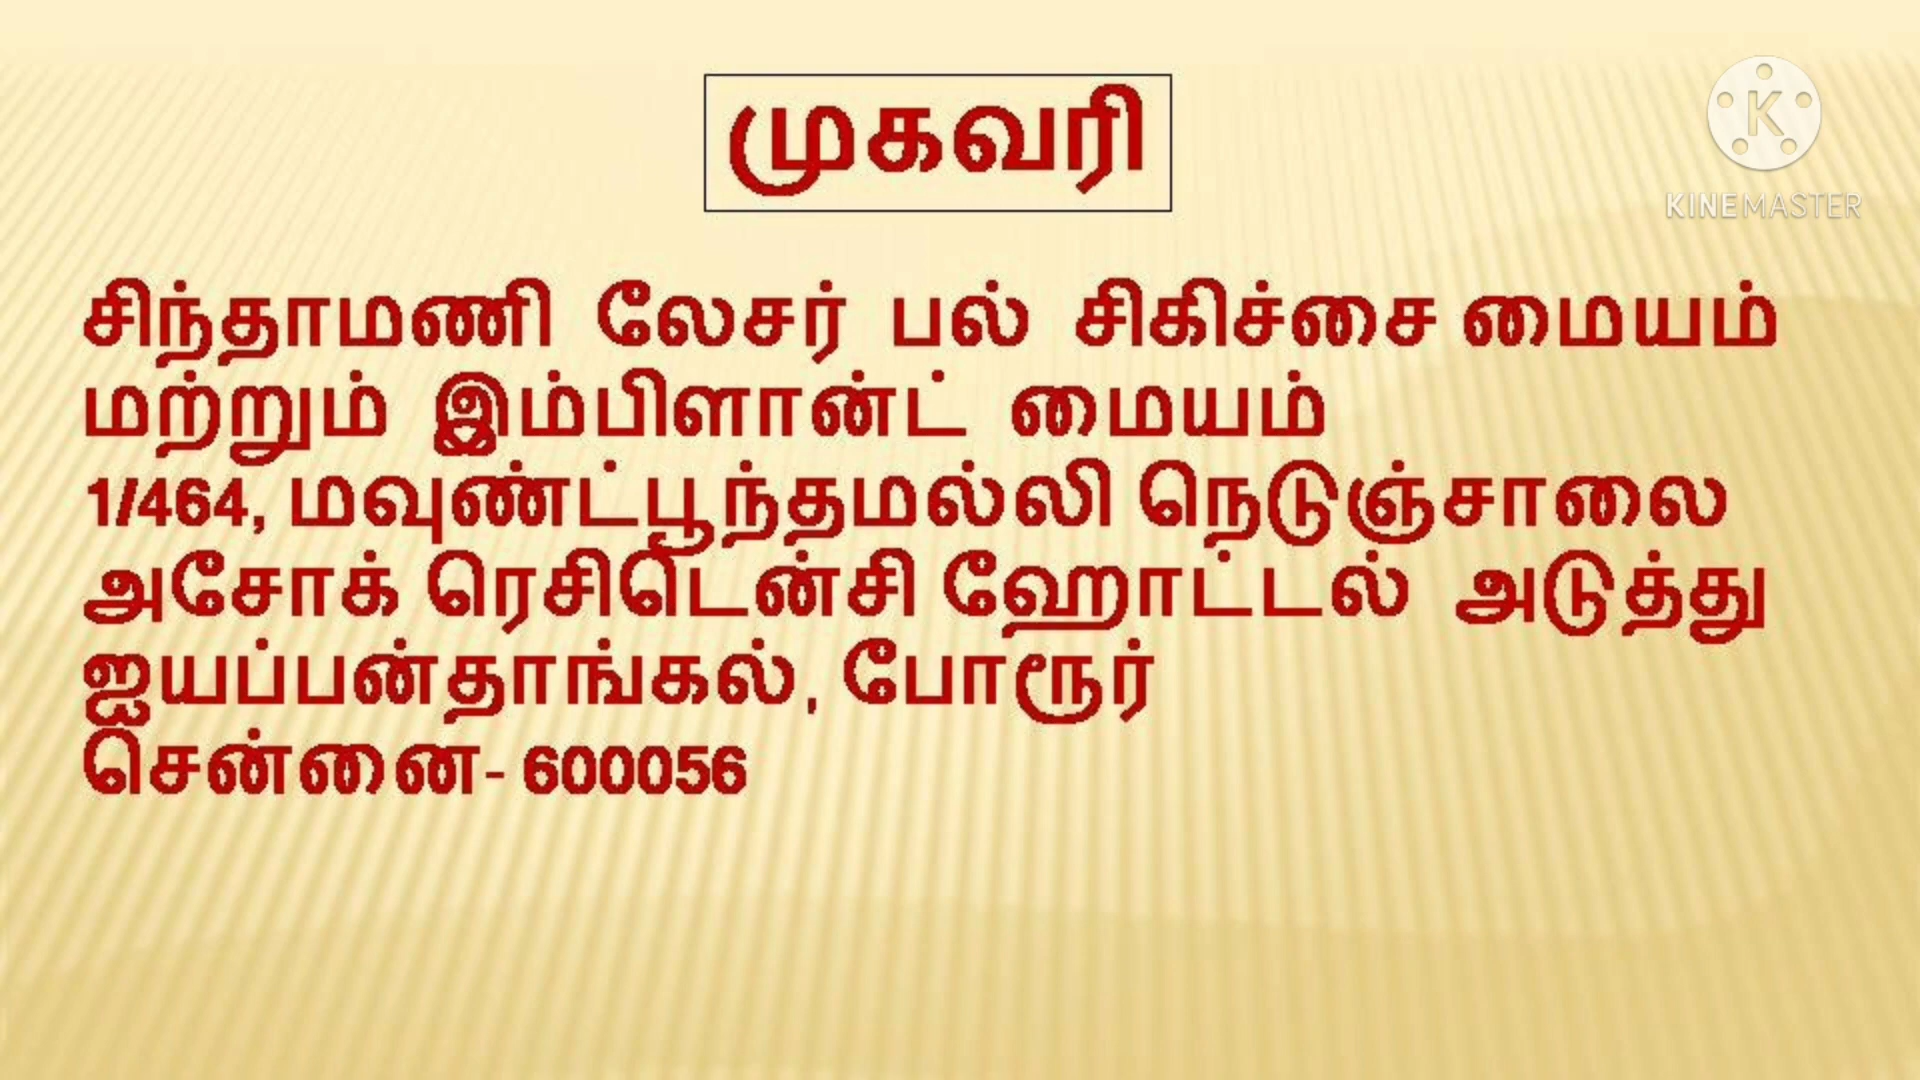 முகவரி
KINEMASTER
சிந்தாமணி லேசர் பல் சிகிச்சை மையம்
மற்றும் இம்பிளான்ட் மையம்
1/464, மவுண்ட்பூந்தமல்லி நெடுஞ்சாலை
அசோக் ரெசிடென்சி ஹோட்டல் அடுத்து
ஐயப்பன்தாங்கல், போரூர்
சென்னை- 600056